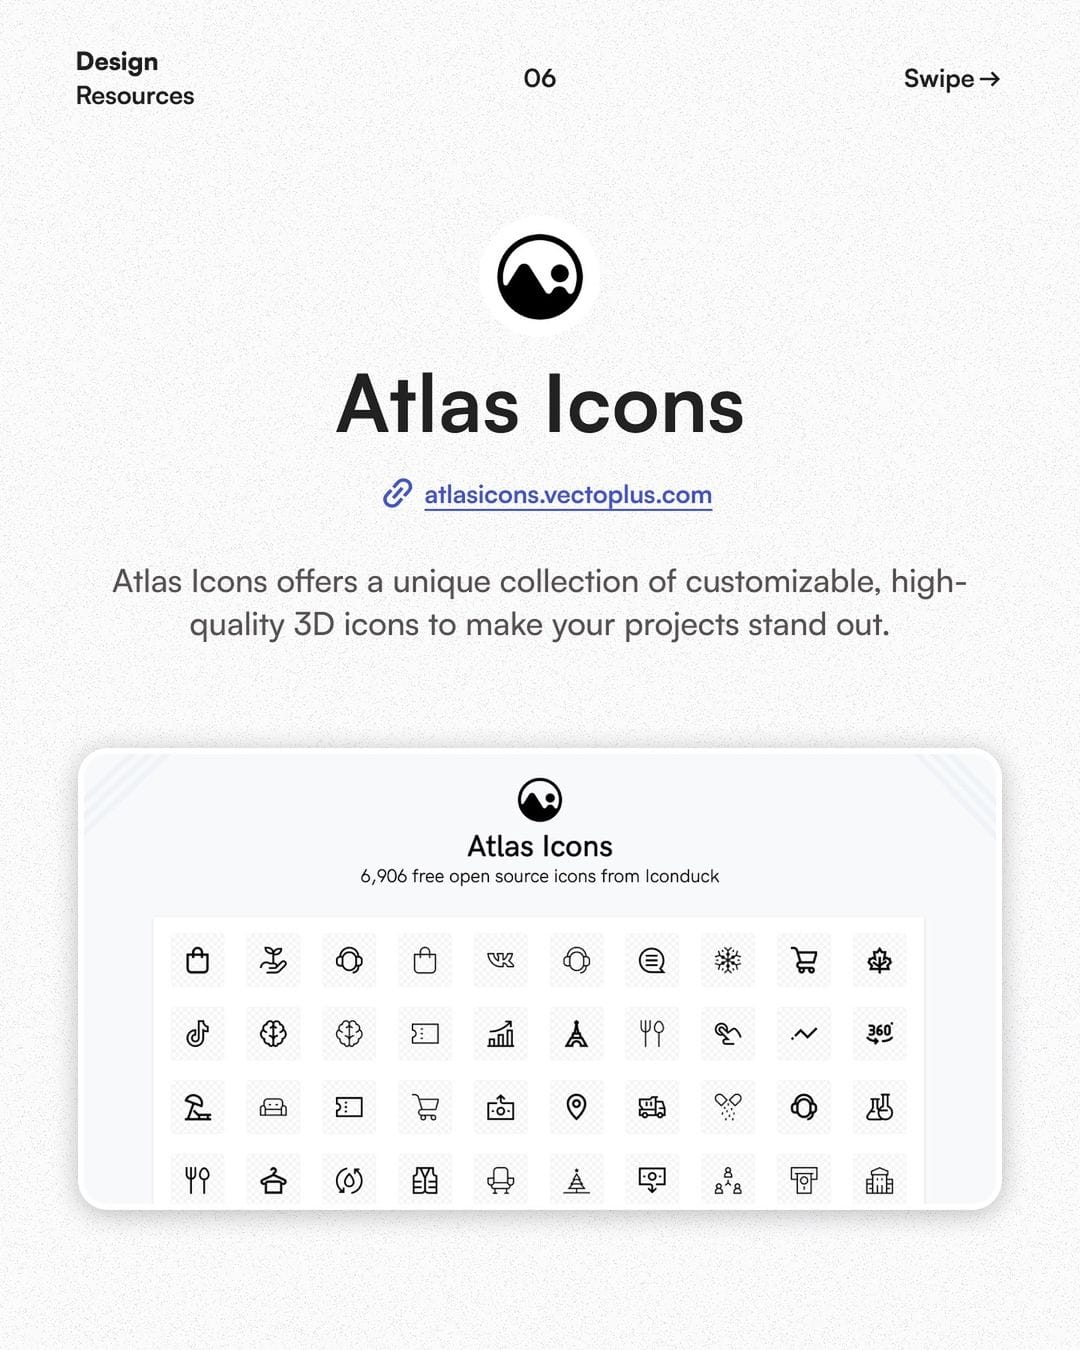 Design
Resources
06
Swipe →
Atlas Icons
atlasicons.vectoplus.com
Atlas Icons offers a unique collection of customizable, high-
quality 3D icons to make your projects stand out.
Atlas Icons
6,906 free open source icons from Iconduck
360°